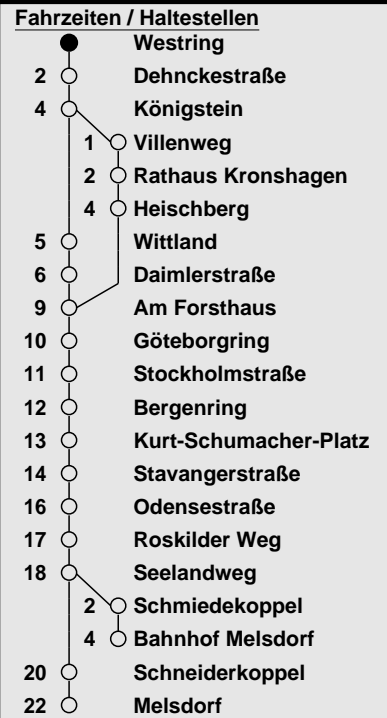 Fahrzeiten / Haltestellen
Westring
2 Dehnckestraße
4 Königstein
1 Villenweg
2 Rathaus Kronshagen
4 Heischberg
5 Wittland
6 Daimlerstraße
9 Am Forsthaus
10 Göteborgring
11 Stockholmstraße
12 Bergenring
13 Kurt-Schumacher-Platz
14 Stavangerstraße
16 Odensestraße
17 Roskilder Weg
18 Seelandweg
2 Schmiedekoppel
4 Bahnhof Melsdorf
20 Schneiderkoppel
22 Melsdorf